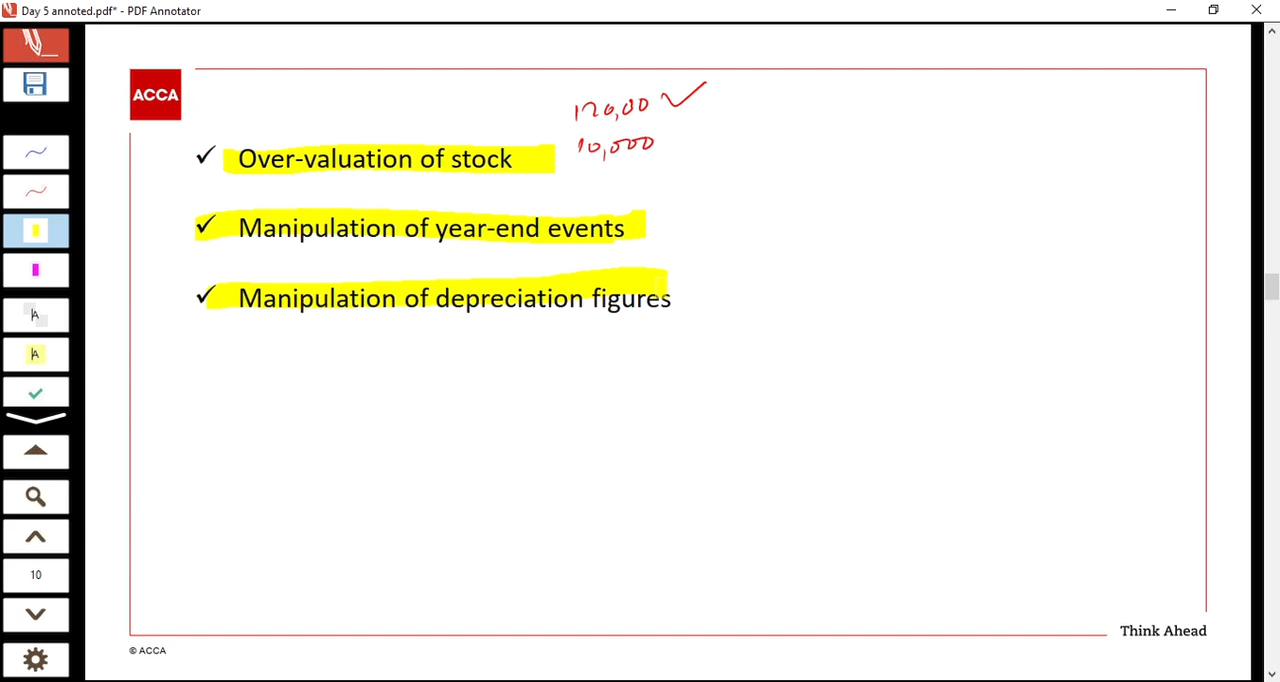 Day 5 annoted.pdf* - PDF Annotator
ACCA
120,00 ✓
10,000
✓ Over-valuation of stock
✓ Manipulation of year-end events
✓ Manipulation of depreciation figures
A
A
10
Think Ahead
© ACCA